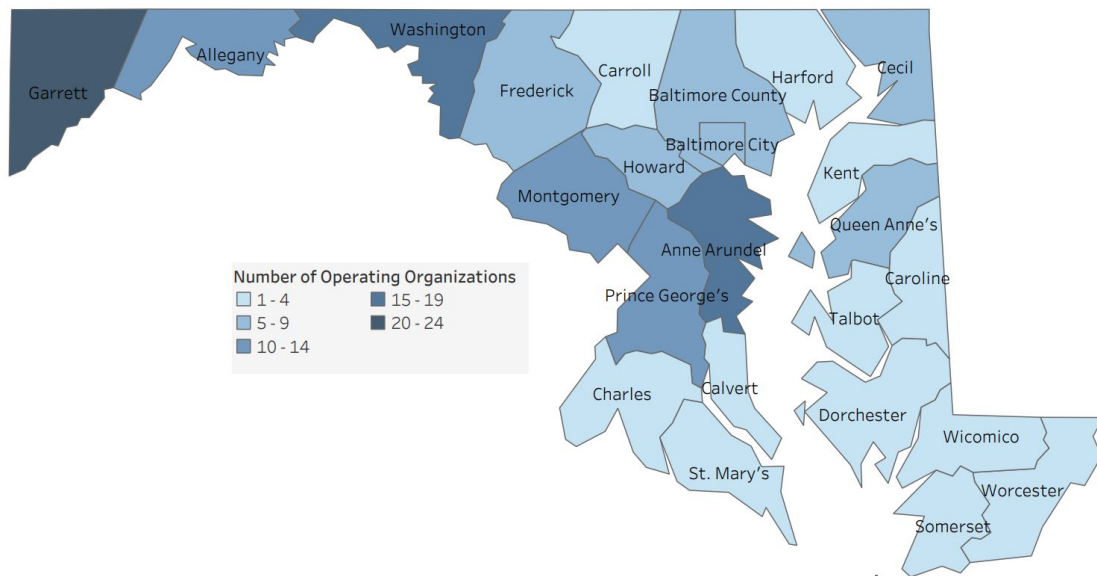 Washington
Allegany
Garrett
Frederick
Carroll
Baltimore County
Harford
Cecil
Baltimore City
Howard
Kent
Montgomery
Queen Anne's
Anne Arundel
Caroline
Prince George's
Talbot
Number of Operating Organizations
1 - 4
15 - 19
5 - 9
20 - 24
10 - 14
Charles
Calvert
Dorchester
Wicomico
St. Mary's
Worcester
Somerset